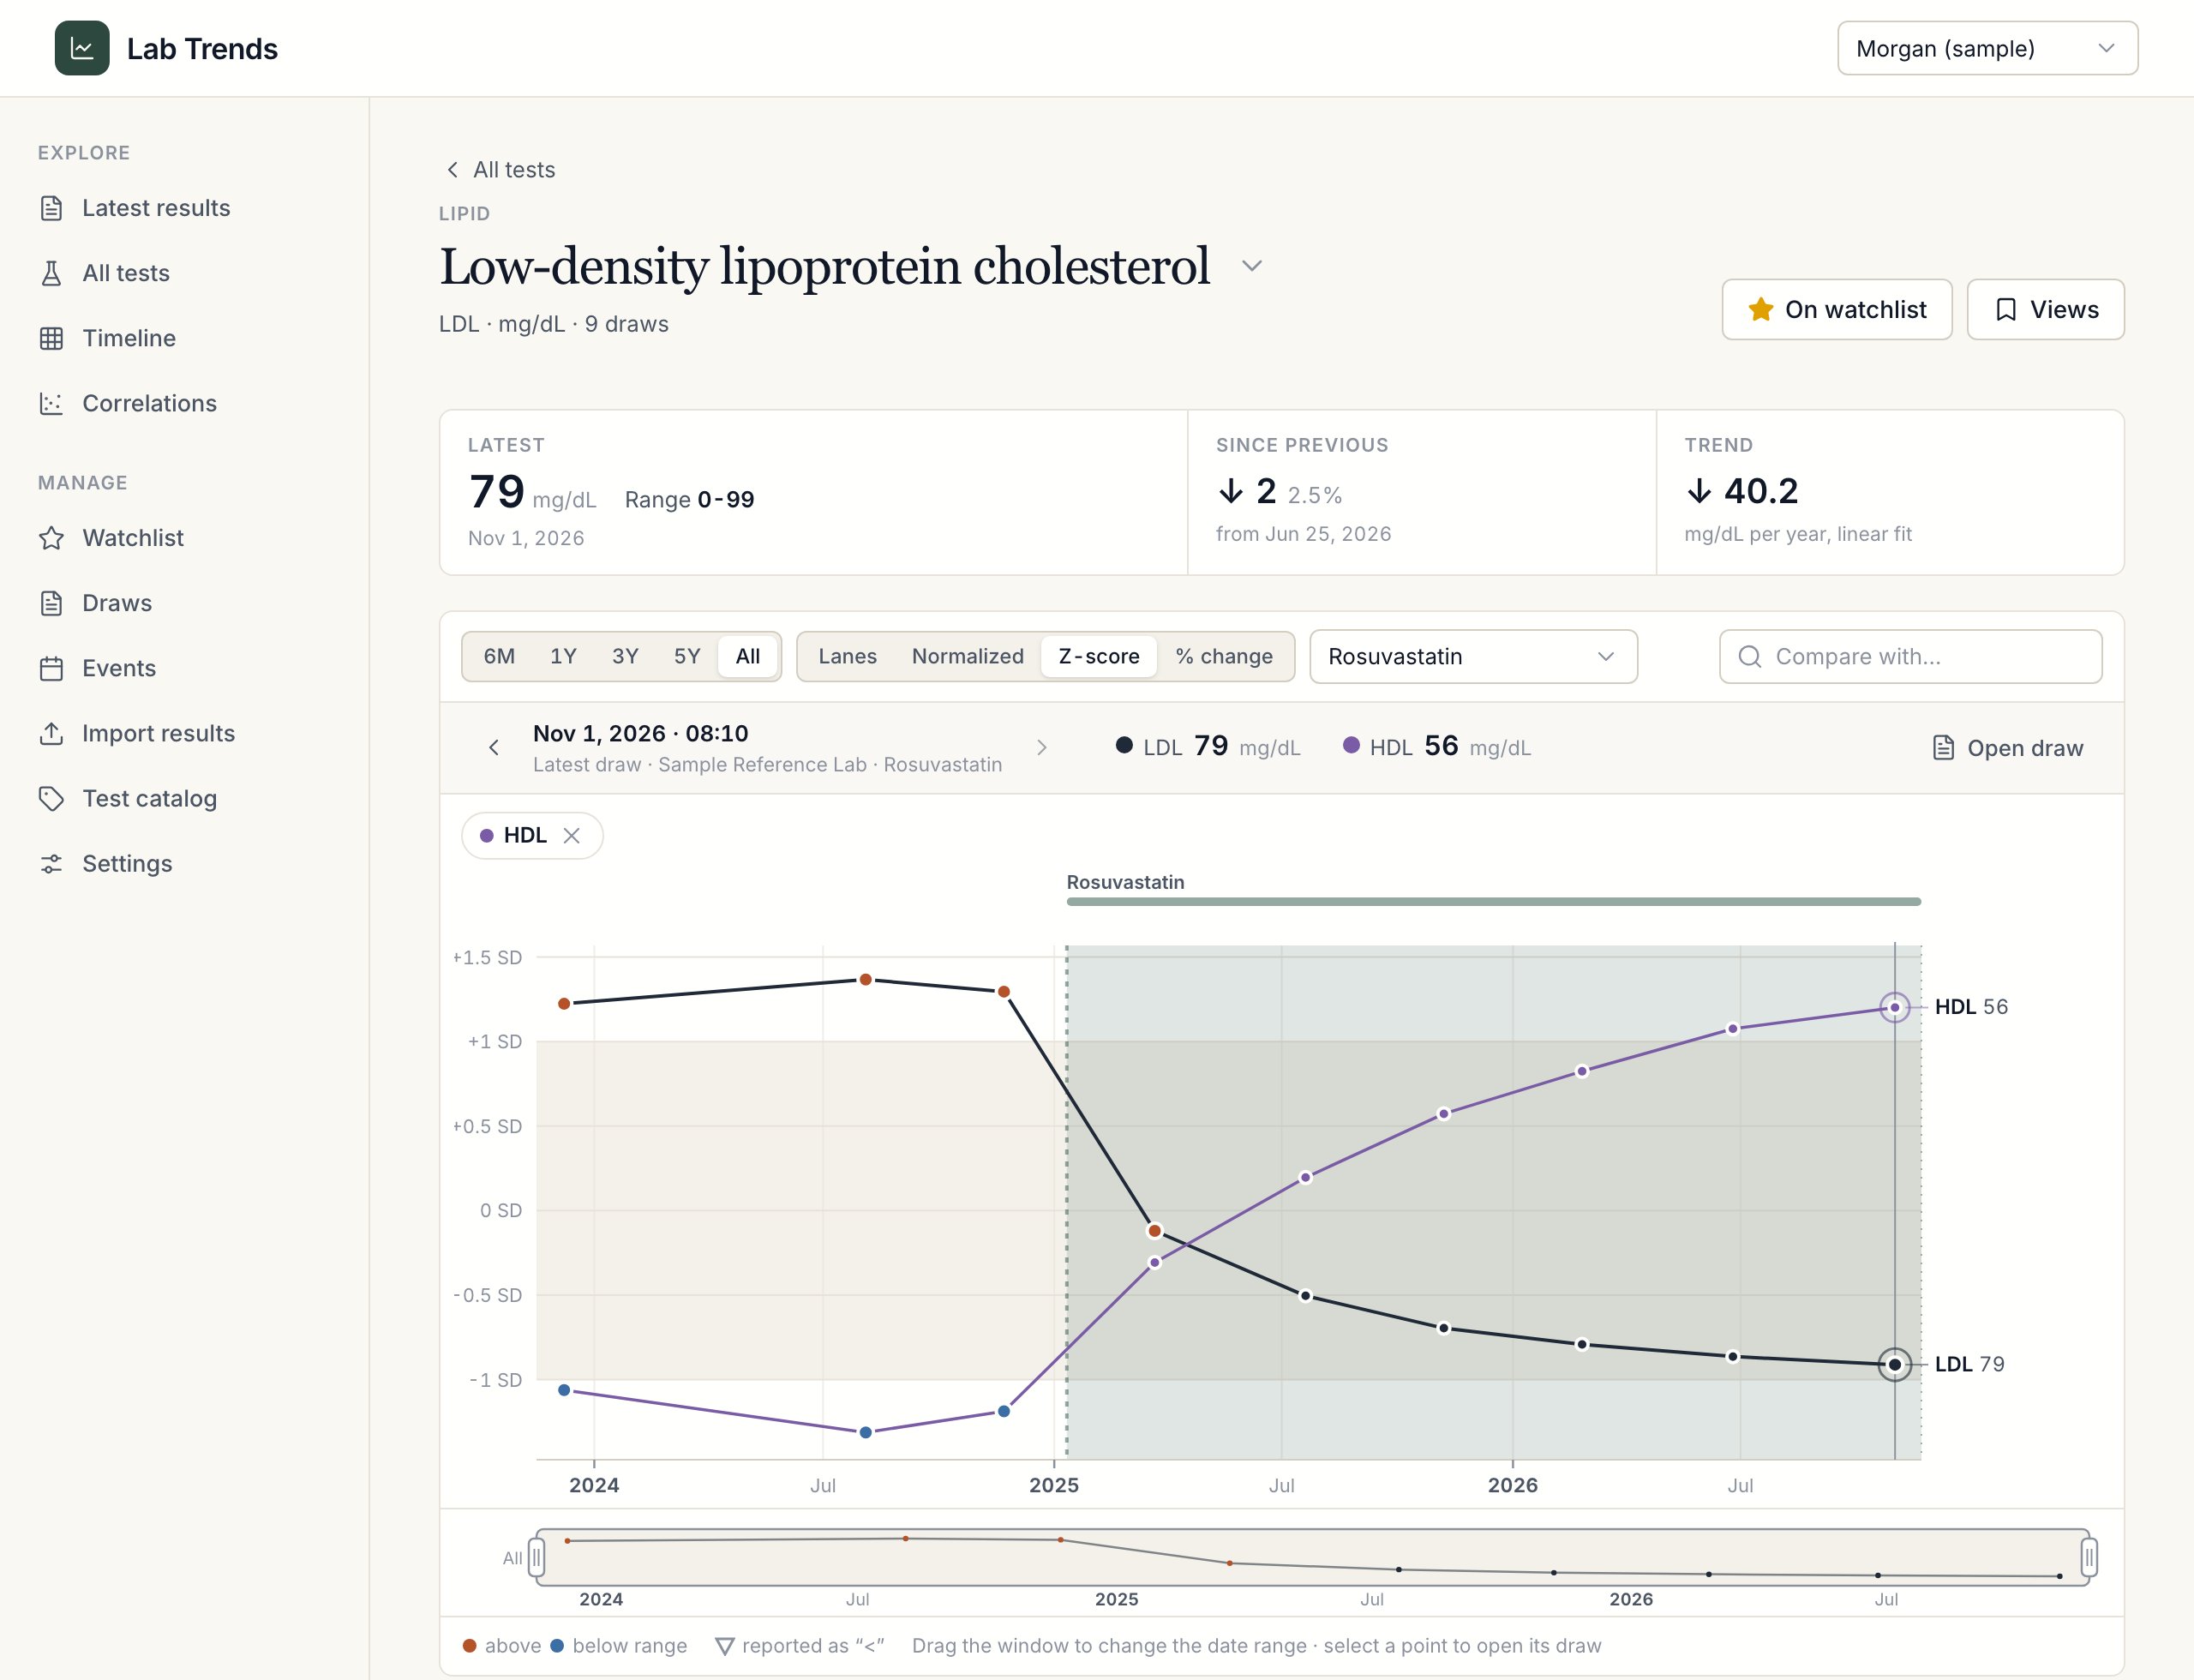 Lab Trends
Morgan (sample)
EXPLORE
Latest results
All tests
Timeline
Correlations
MANAGE
Watchlist
Draws
Events
Import results
Test catalog
Settings
All tests
LIPID
Low-density lipoprotein cholesterol
LDL · mg/dL · 9 draws
On watchlist
Views
LATEST
79 mg/dL Range 0-99
Nov 1, 2026
SINCE PREVIOUS
↓ 2 2.5%
from Jun 25, 2026
TREND
↓ 40.2
mg/dL per year, linear fit
6M 1Y 3Y 5Y All
Lanes Normalized Z-score % change
Rosuvastatin
Compare with...
Nov 1, 2026 · 08:10
Latest draw · Sample Reference Lab · Rosuvastatin
LDL 79 mg/dL HDL 56 mg/dL
Open draw
HDL
Rosuvastatin
+1.5 SD
+1 SD
+0.5 SD
0 SD
-0.5 SD
-1 SD
HDL 56
LDL 79
2024 Jul 2025 Jul 2026 Jul
All
2024 Jul 2025 Jul 2026 Jul
above below range reported as “<” Drag the window to change the date range · select a point to open its draw